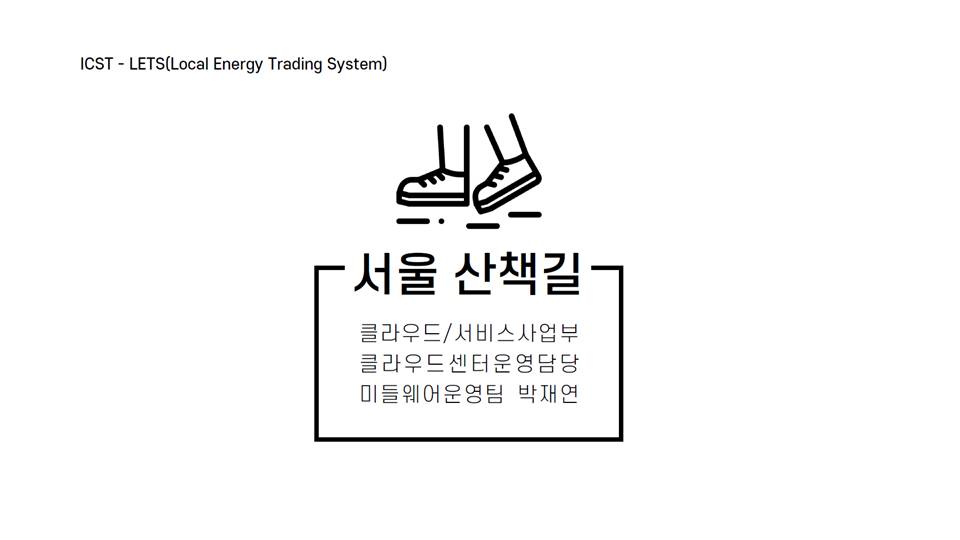 ICST - LETS(Local Energy Trading System)
서울 산책길
클라우드/서비스사업부
클라우드센터운영담당
미들웨어운영팀 박재연